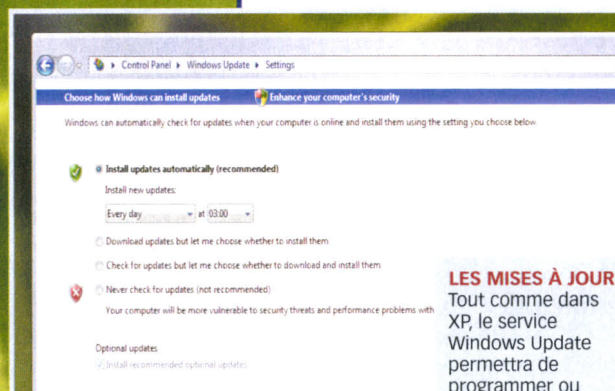 Control Panel ▸ Windows Update ▸ Settings
Choose how Windows can install updates Enhance your computer's security
Windows can automatically check for updates when your computer is online and install them using the setting you choose below.
Install updates automatically (recommended)
Install new updates:
Every day at 03:00
Download updates but let me choose whether to install them
Check for updates but let me choose whether to download and install them
Never check for updates (not recommended)
Your computer will be more vulnerable to security threats and performance problems with
Optional updates
Install recommended optional updates
LES MISES À JOUR
Tout comme dans
XP, le service
Windows Update
permettra de
programmer ou